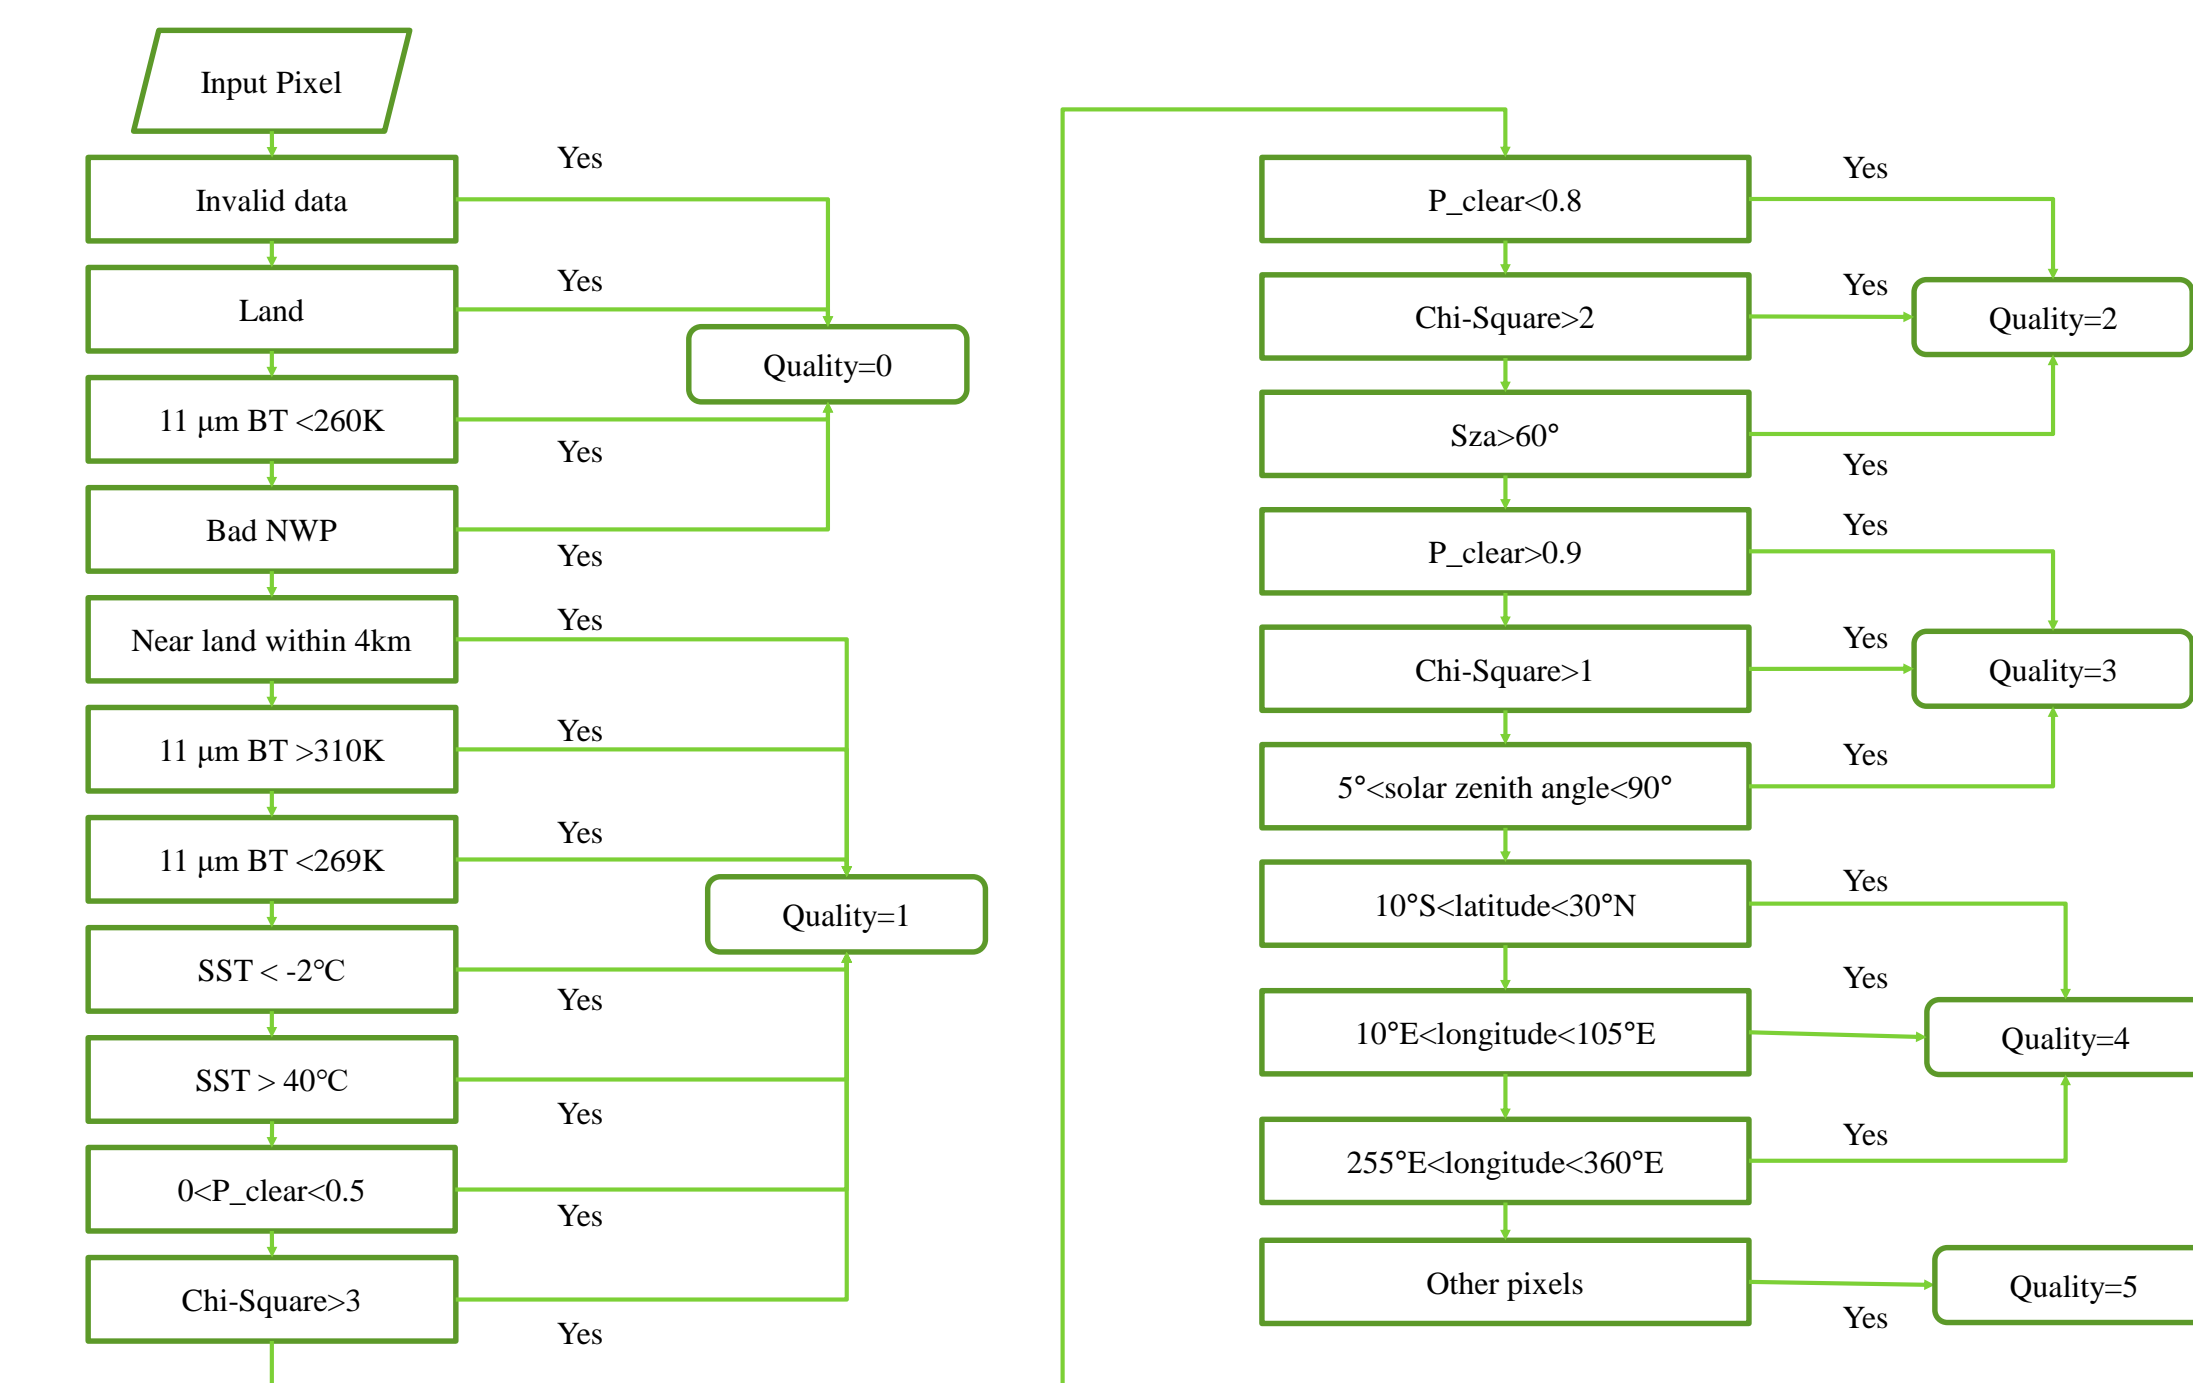 Input Pixel
Invalid data
Yes
Land
Yes
Quality=0
11 μm BT <260K
Yes
Bad NWP
Yes
Near land within 4km
Yes
11 μm BT >310K
Yes
11 μm BT <269K
Yes
Quality=1
SST < -2℃
Yes
SST > 40℃
Yes
0<P_clear<0.5
Yes
Chi-Square>3
Yes
P_clear<0.8
Yes
Chi-Square>2
Yes
Quality=2
Sza>60°
Yes
P_clear>0.9
Yes
Chi-Square>1
Yes
Quality=3
5°<solar zenith angle<90°
Yes
10°S<latitude<30°N
Yes
10°E<longitude<105°E
Yes
Quality=4
255°E<longitude<360°E
Yes
Other pixels
Yes
Quality=5